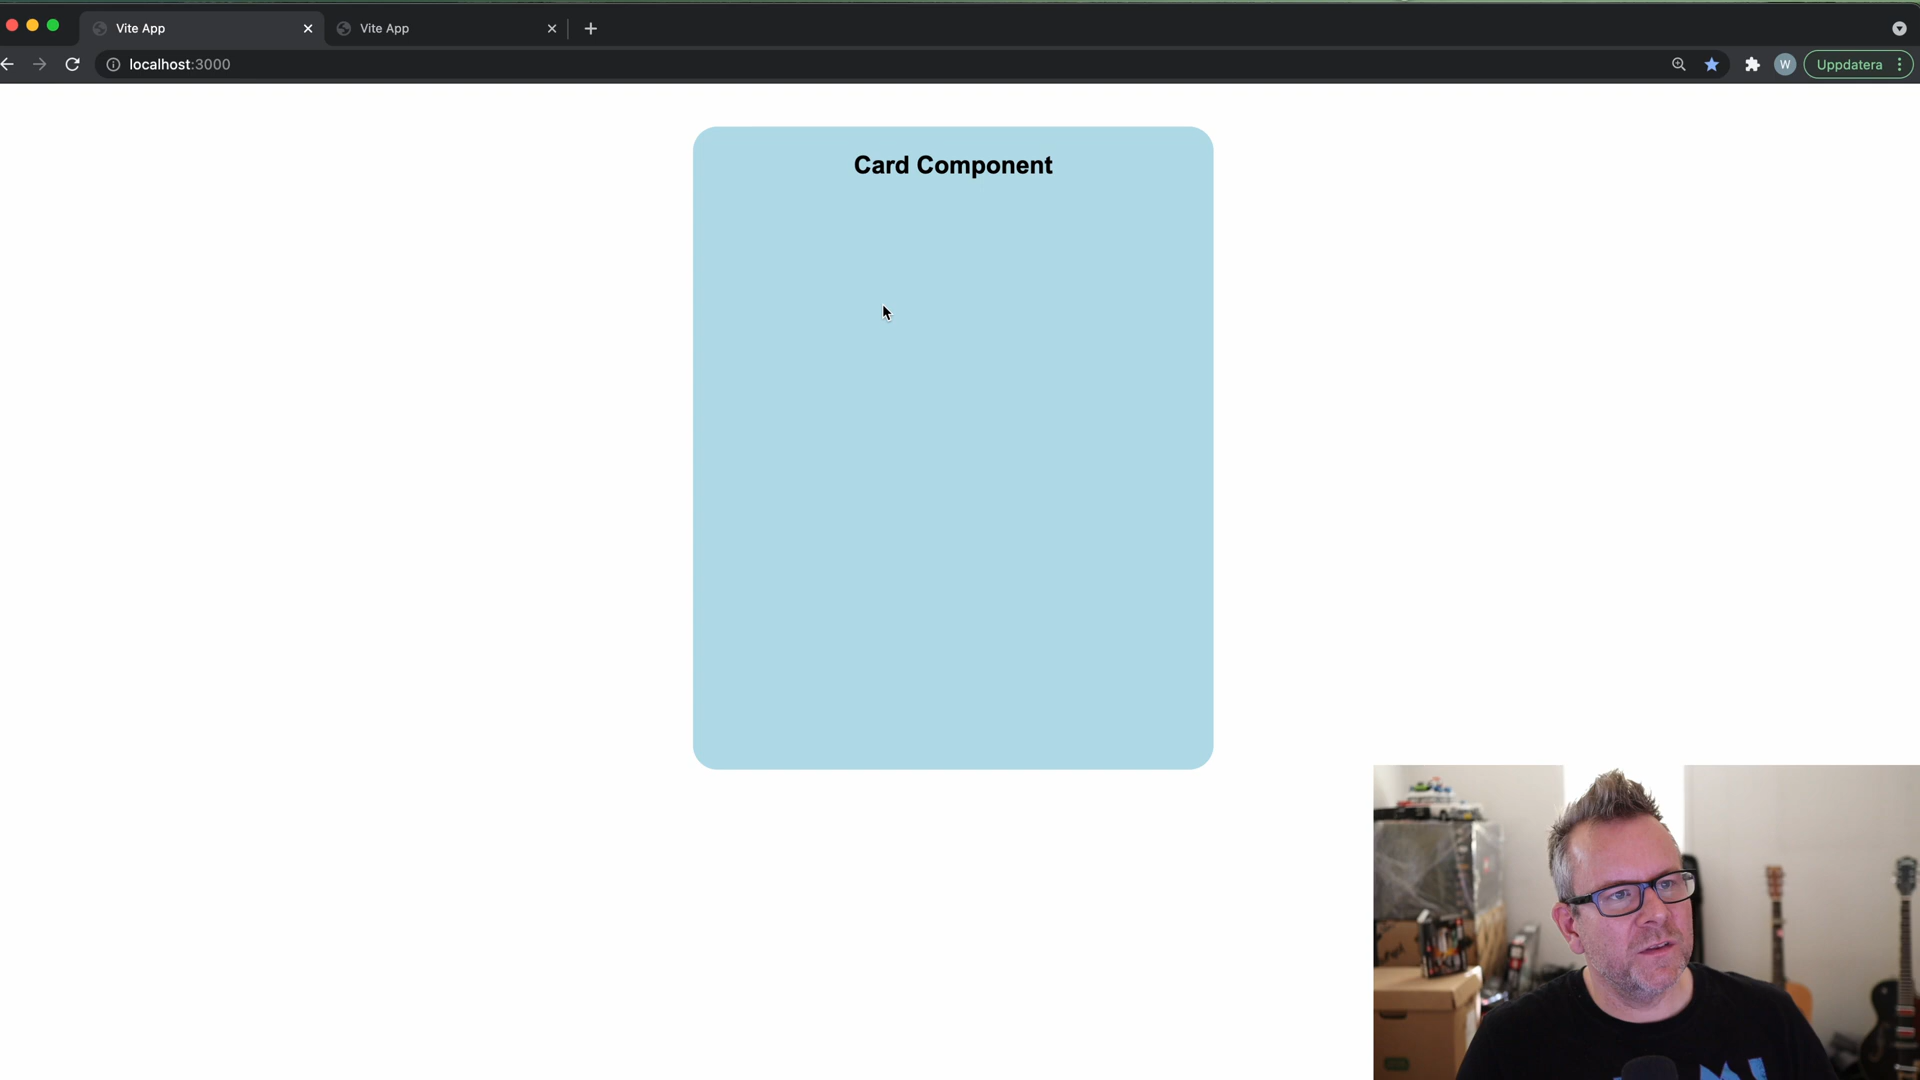 Vite App
Vite App
localhost:3000
W
Uppdatera
Card Component